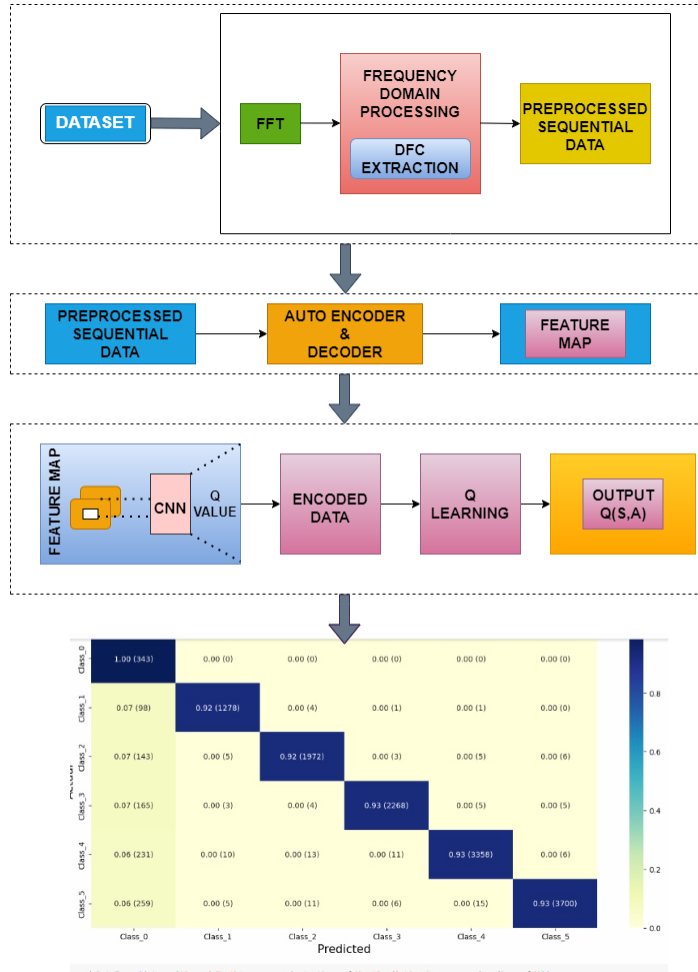 DATASET
FFT
FREQUENCY
DOMAIN
PROCESSING
DFC
EXTRACTION
PREPROCESSED
SEQUENTIAL
DATA
PREPROCESSED
SEQUENTIAL
DATA
AUTO ENCODER
&
DECODER
FEATURE
MAP
FEATURE MAP
CNN
Q
VALUE
ENCODED
DATA
Q
LEARNING
OUTPUT
Q(S,A)
Class_0
1.00 (343) 0.00 (0) 0.00 (0) 0.00 (0) 0.00 (0) 0.00 (0)
Class_1
0.07 (98) 0.92 (1278) 0.00 (4) 0.00 (1) 0.00 (1) 0.00 (0)
Class_2
0.07 (143) 0.00 (5) 0.92 (1972) 0.00 (3) 0.00 (5) 0.00 (6)
Class_3
0.07 (165) 0.00 (3) 0.00 (4) 0.93 (2268) 0.00 (5) 0.00 (5)
Class_4
0.06 (231) 0.00 (10) 0.00 (13) 0.00 (11) 0.93 (3358) 0.00 (6)
Class_5
0.06 (259) 0.00 (5) 0.00 (11) 0.00 (6) 0.00 (15) 0.93 (3700)
Class_0 Class_1 Class_2 Class_3 Class_4 Class_5
Predicted
0.8
0.6
0.4
0.2
0.0